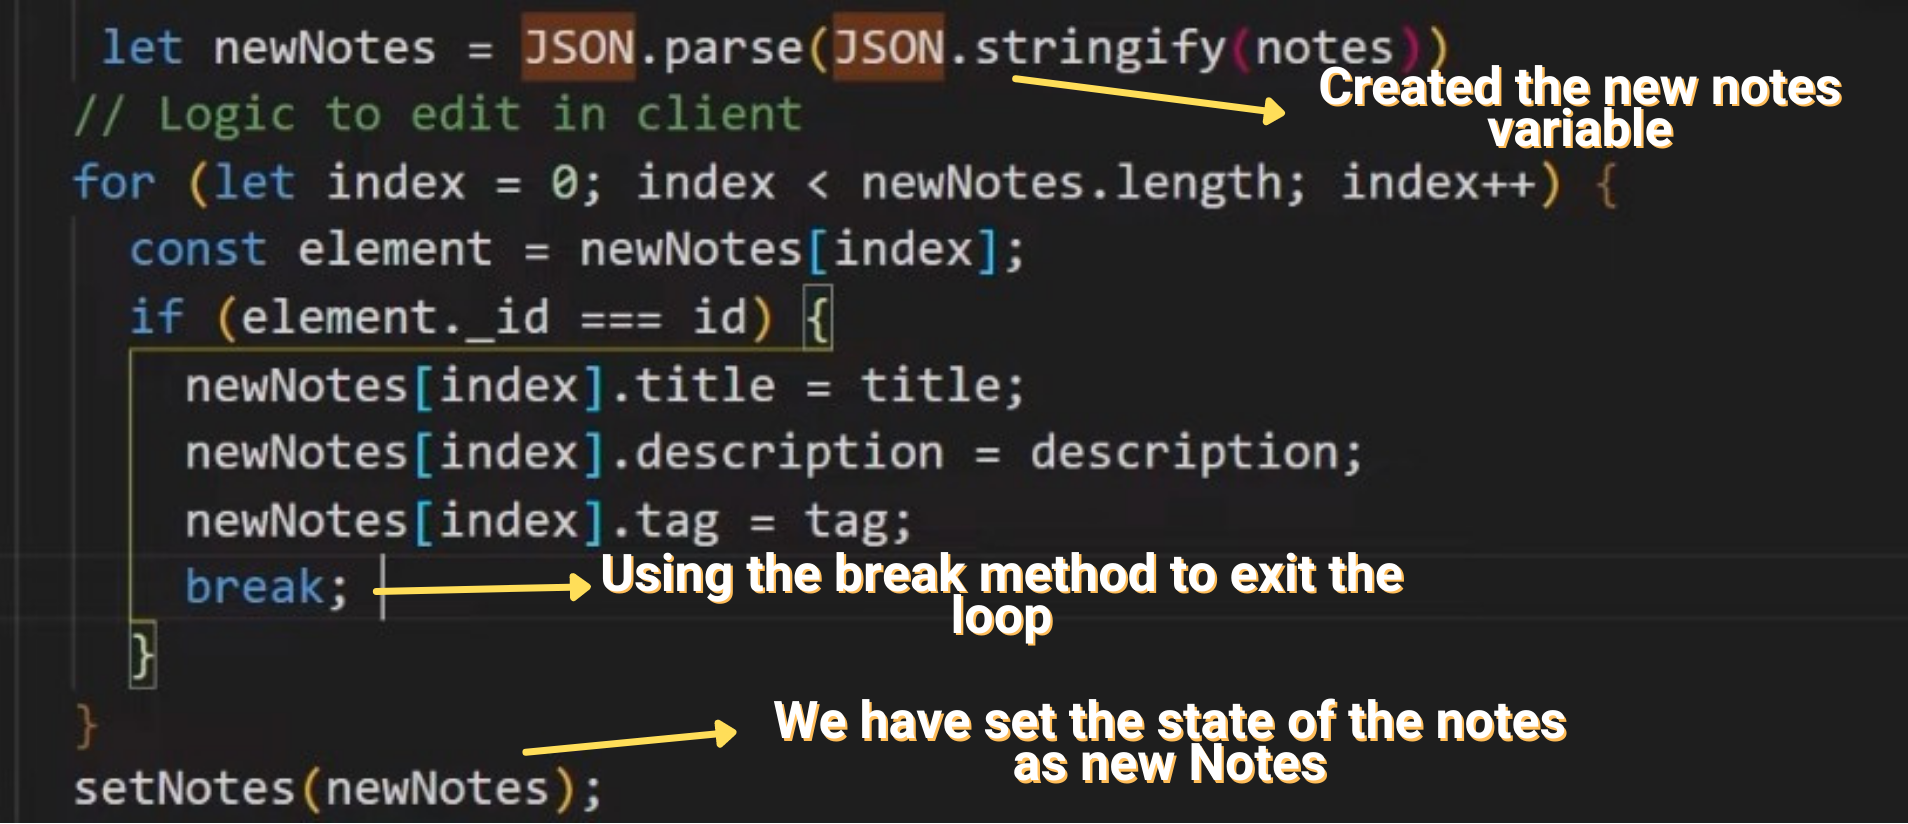 let newNotes = JSON.parse(JSON.stringify(notes))
Created the new notes
variable
// Logic to edit in client
for (let index = 0; index < newNotes.length; index++) {
const element = newNotes[index];
if (element._id === id) {
newNotes[index].title = title;
newNotes[index].description = description;
newNotes[index].tag = tag;
break;
Using the break method to exit the
loop
}
}
We have set the state of the notes
as new Notes
setNotes(newNotes);